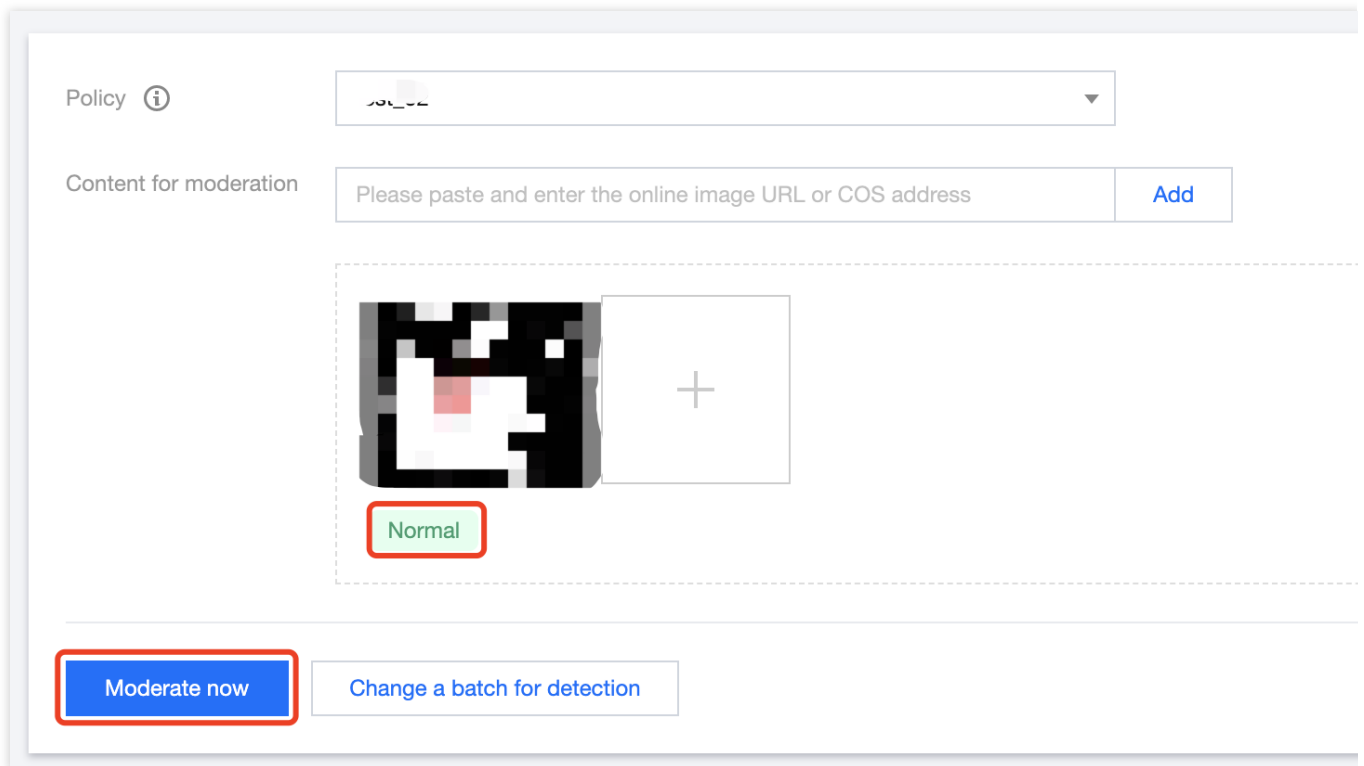 Policy
Content for moderation
Please paste and enter the online image URL or COS address
Add
Normal
Moderate now
Change a batch for detection